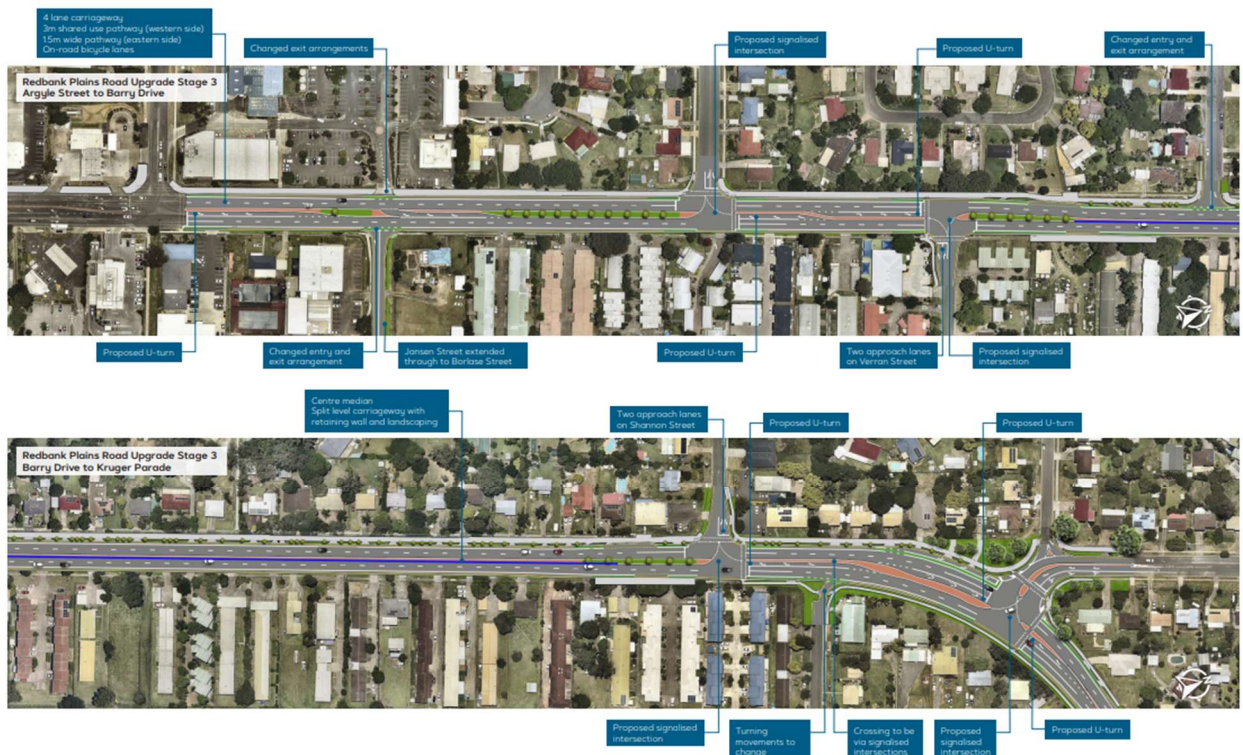 4 lane carriageway
3m shared use pathway (western side)
1.5m wide pathway (eastern side)
On-road bicycle lanes
Changed exit arrangements
Proposed signalised
intersection
Proposed U-turn
Changed entry and
exit arrangement
Redbank Plains Road Upgrade Stage 3
Argyle Street to Barry Drive
Proposed U-turn
Changed entry and
exit arrangement
Jansen Street extended
through to Borlase Street
Proposed U-turn
Two approach lanes
on Verran Street
Proposed signalised
intersection
Centre median
Split level carriageway with
retaining wall and landscaping
Two approach lanes
on Shannon Street
Proposed U-turn
Proposed U-turn
Redbank Plains Road Upgrade Stage 3
Barry Drive to Kruger Parade
Proposed signalised
intersection
Turning
movements to
change
Crossing to be
via signalised
intersections
Proposed
signalised
intersection
Proposed U-turn